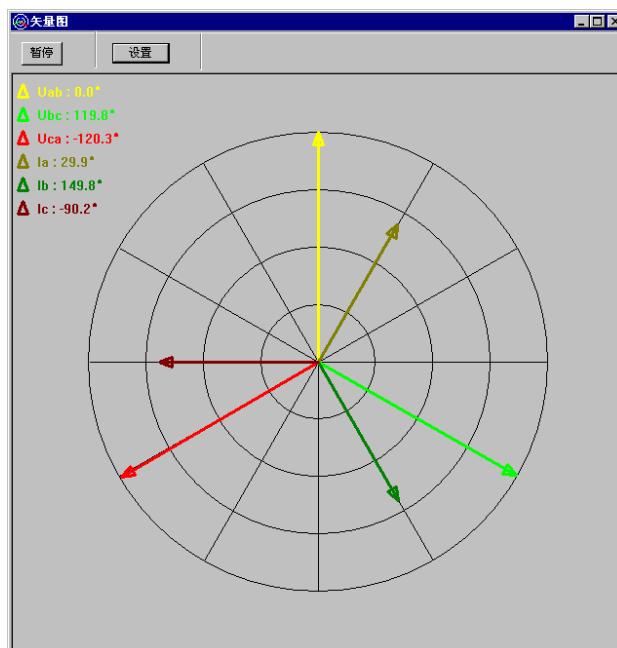 矢量图
暂停 设置
Δ Uab : 0.0°
Δ Ubc : 119.8°
Δ Uca : -120.3°
Δ Ia : 29.9°
Δ Ib : 149.8°
Δ Ic : -90.2°